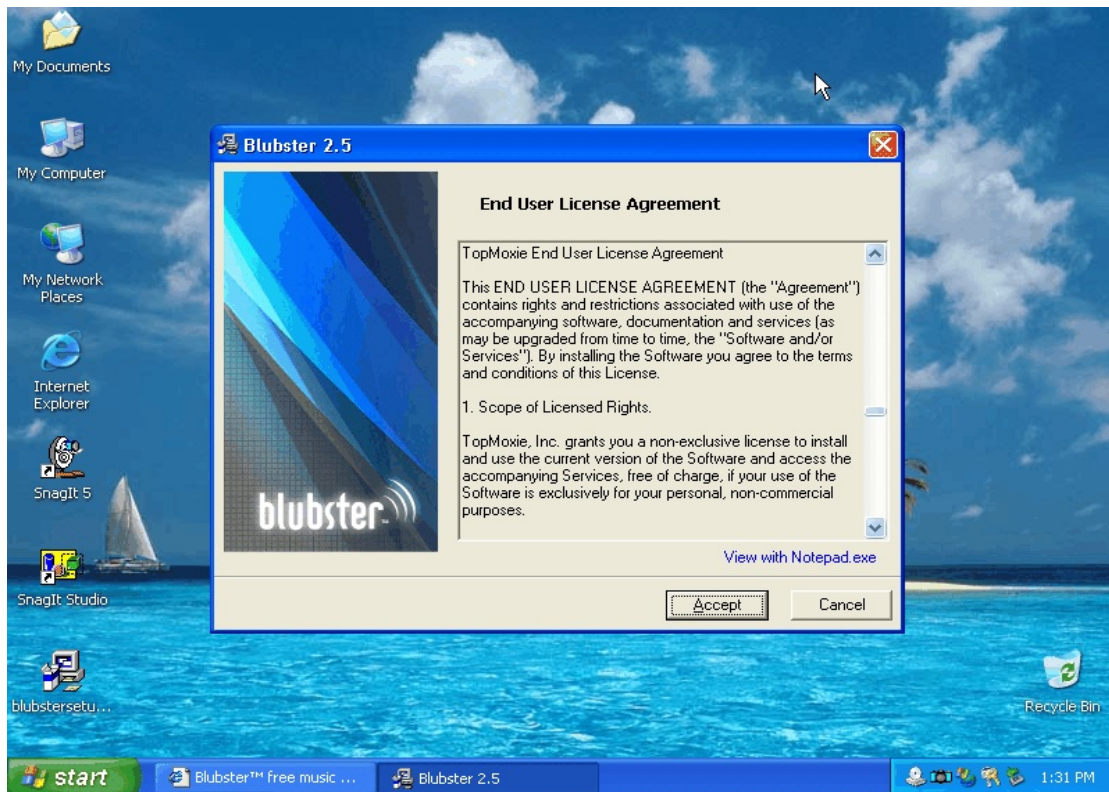 My Documents
My Computer
My Network
Places
Internet
Explorer
SnagIt 5
SnagIt Studio
blubstersetu...
Blubster 2.5
blubster
End User License Agreement
TopMoxie End User License Agreement
This END USER LICENSE AGREEMENT (the "Agreement")
contains rights and restrictions associated with use of the
accompanying software, documentation and services (as
may be upgraded from time to time, the "Software and/or
Services"). By installing the Software you agree to the terms
and conditions of this License.
1. Scope of Licensed Rights.
TopMoxie, Inc. grants you a non-exclusive license to install
and use the current version of the Software and access the
accompanying Services, free of charge, if your use of the
Software is exclusively for your personal, non-commercial
purposes.
View with Notepad.exe
Accept
Cancel
Recycle Bin
start
Blubster™ free music ...
Blubster 2.5
1:31 PM